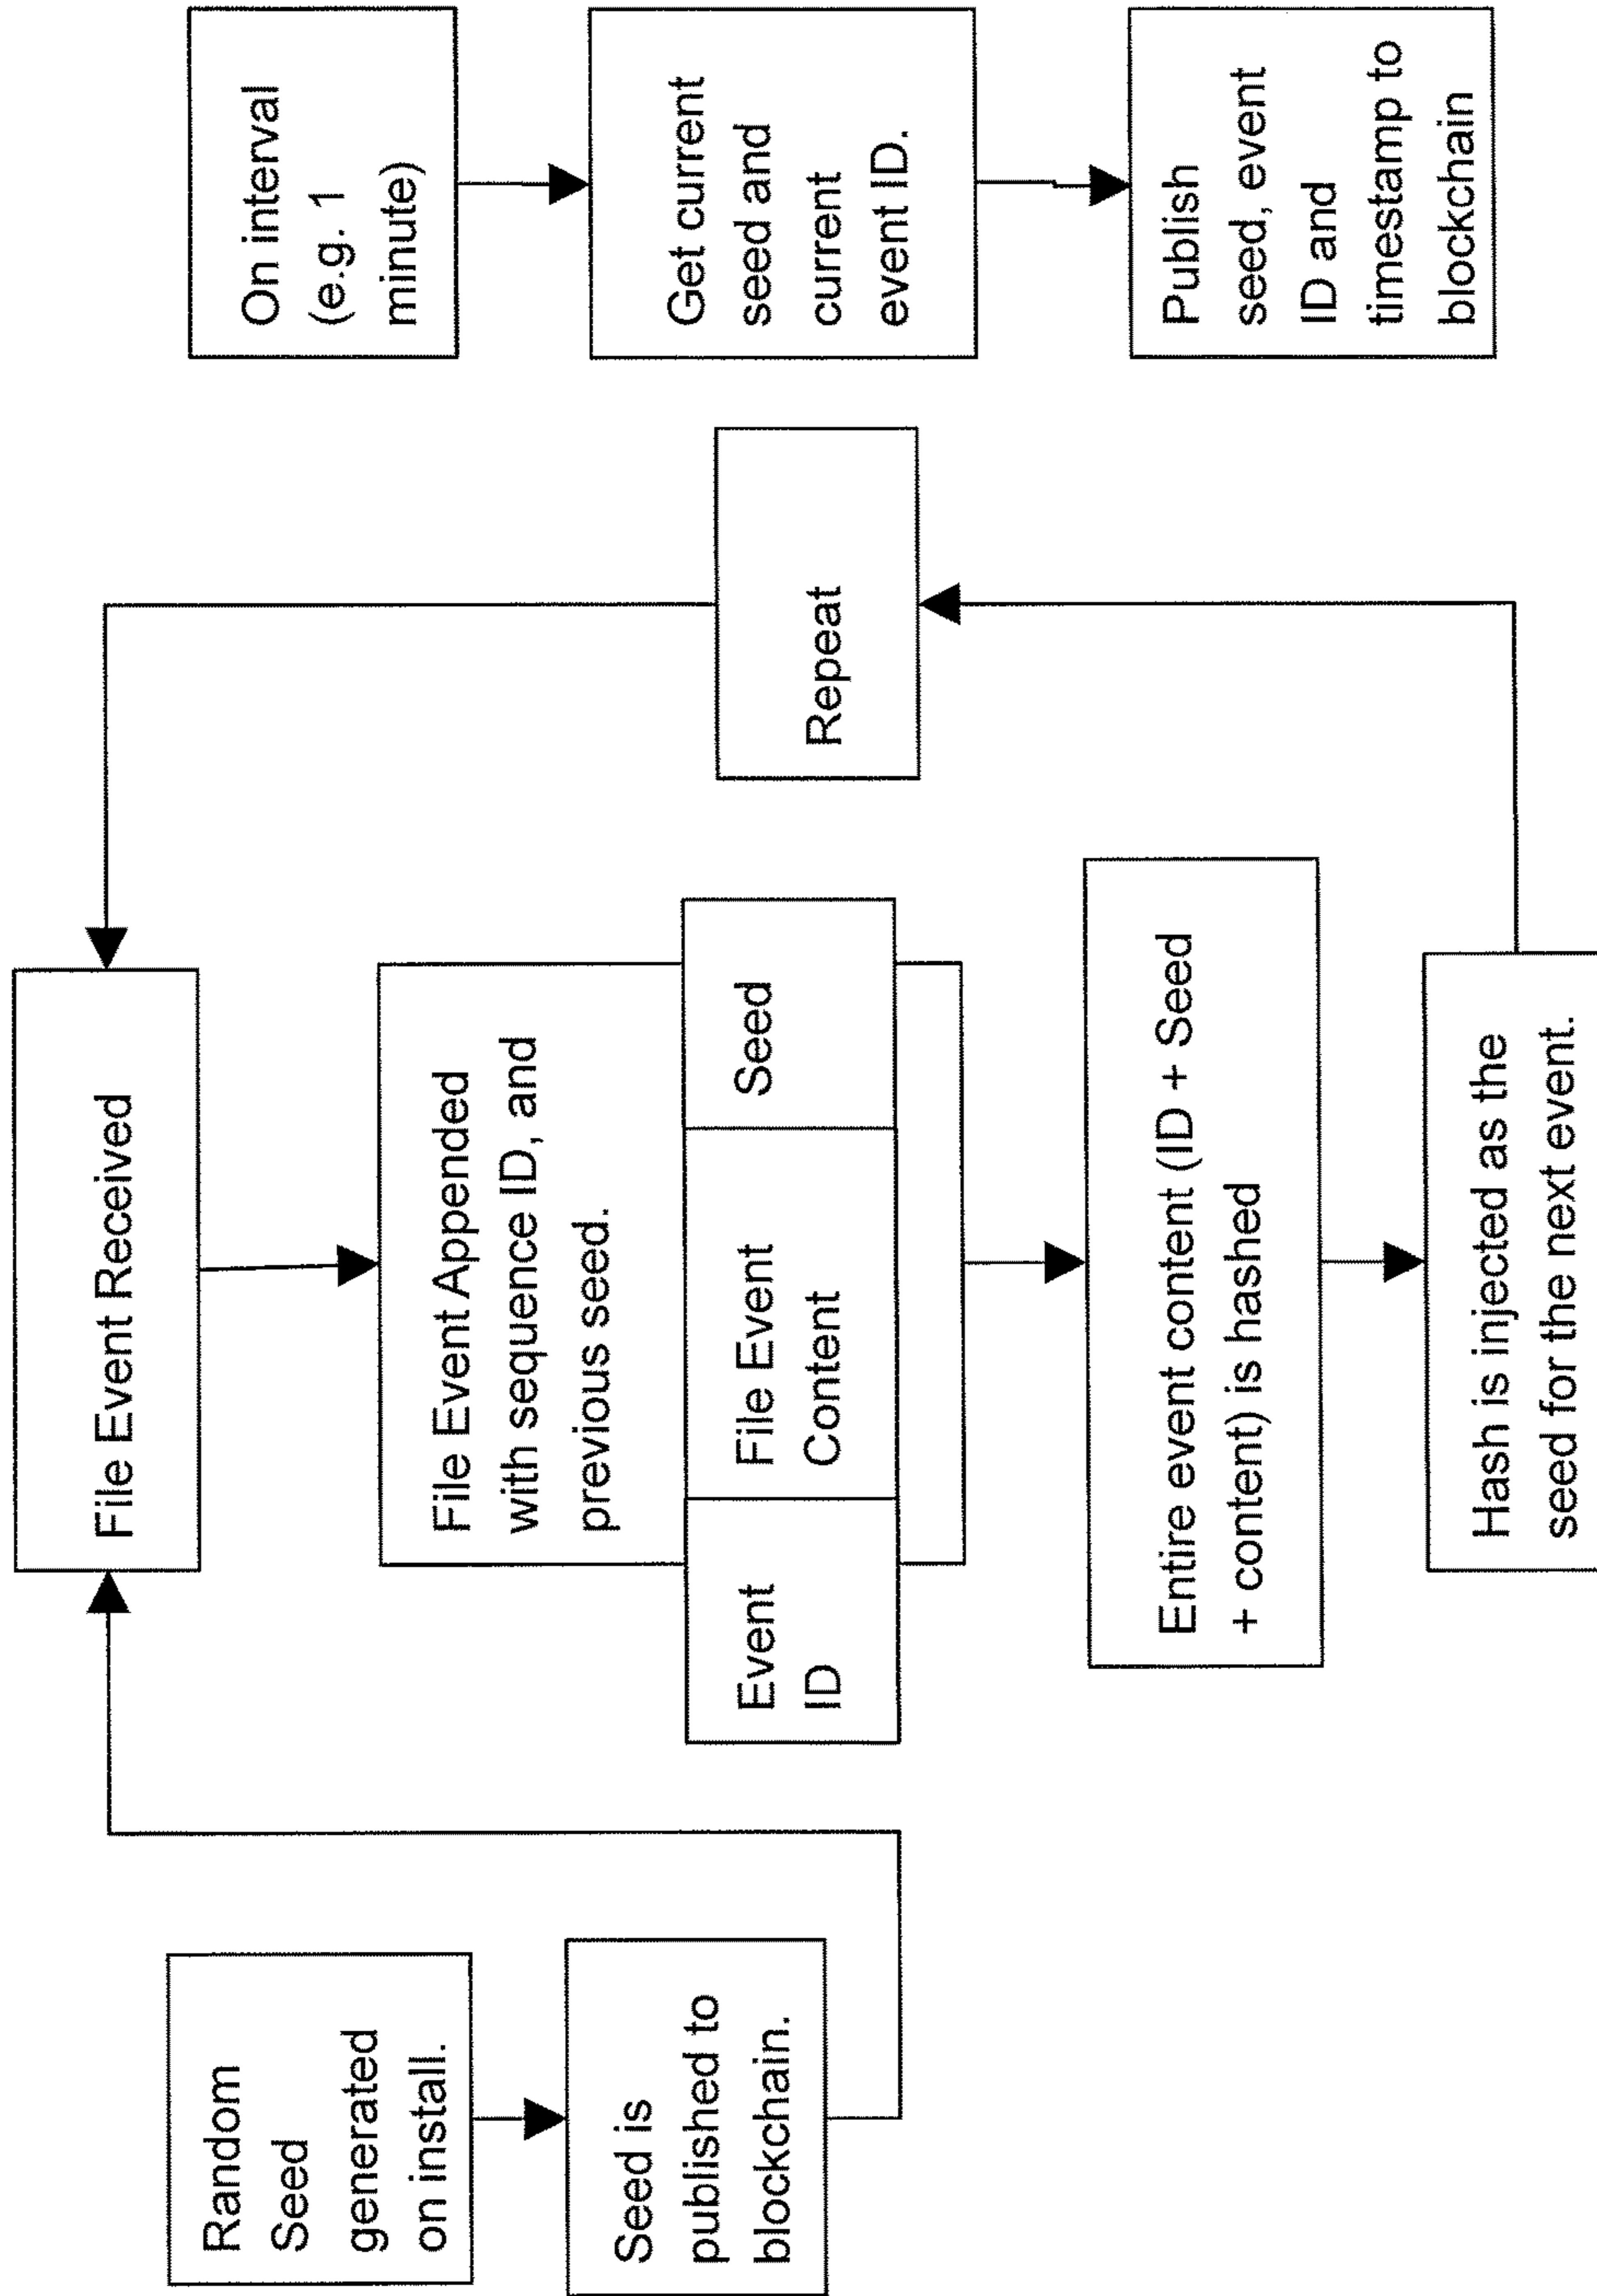 Random
Seed
generated
on install.
Seed is
published to
blockchain.
File Event Received
File Event Appended
with sequence ID, and
previous seed.
Event
ID
File Event
Content
Seed
Entire event content (ID + Seed
+ content) is hashed
Hash is injected as the
seed for the next event.
Repeat
On interval
(e.g. 1
minute)
Get current
seed and
current
event ID.
Publish
seed, event
ID and
timestamp to
blockchain